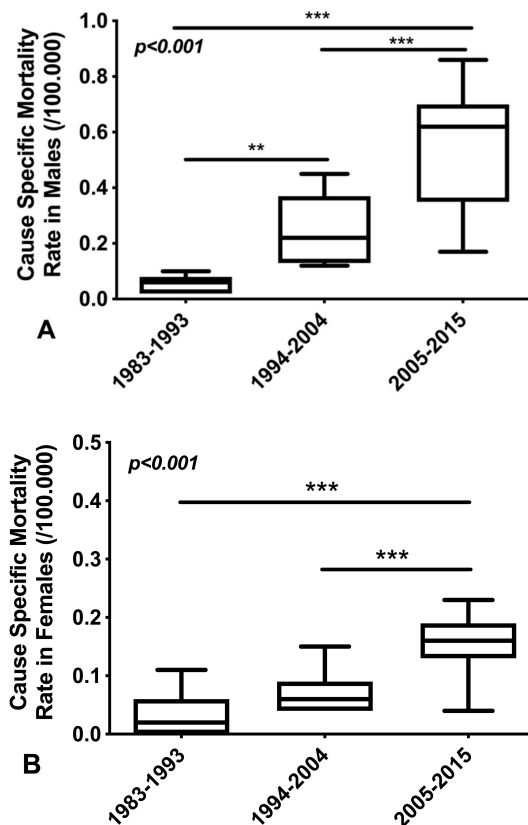 ***
1.0
p<0.001
***
0.8
0.6
**
0.4
0.2
0.0
Cause Specific Mortality
Rate in Males (/100.000)
A
1983-1993
1994-2004
2005-2015
0.5
p<0.001
***
0.4
***
0.3
0.2
0.1
0.0
Cause Specific Mortality
Rate in Females (/100.000)
B
1983-1993
1994-2004
2005-2015